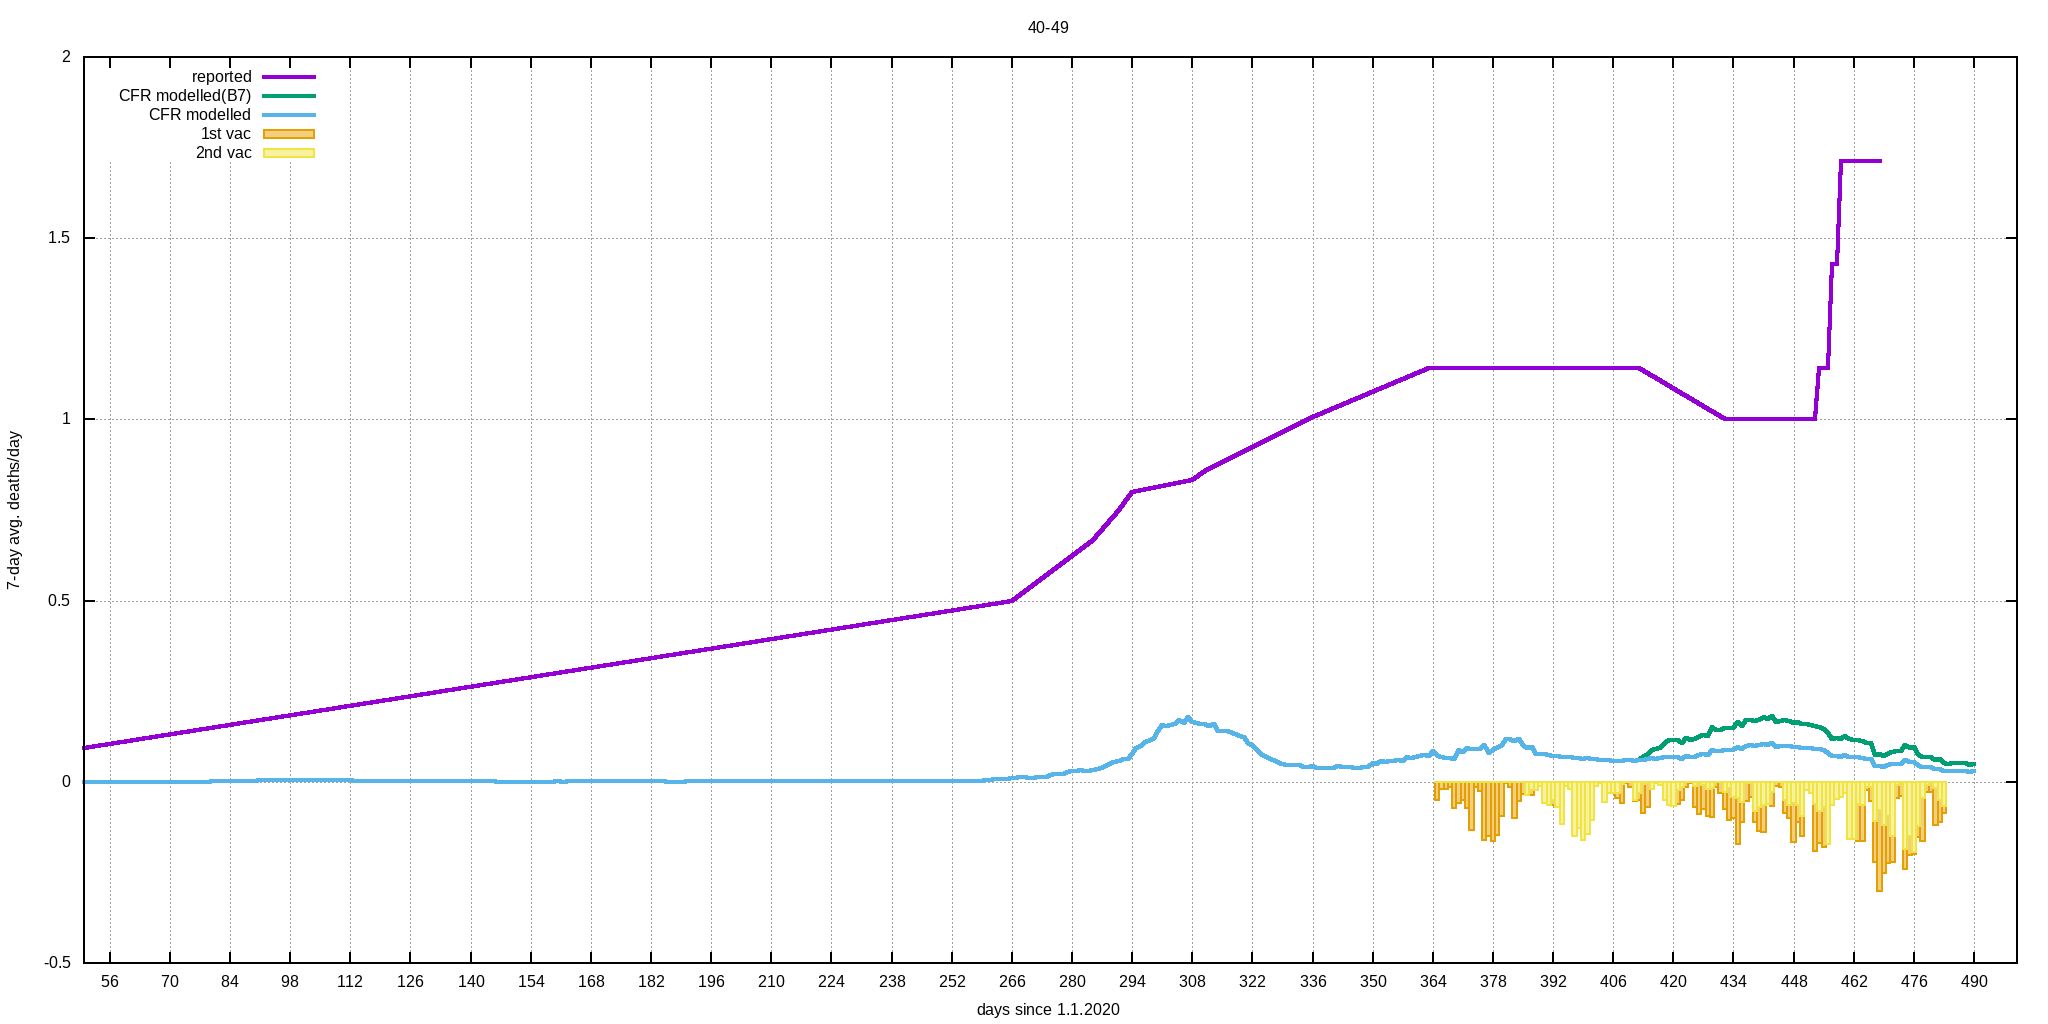 40-49
2
reported
CFR modelled(B7)
CFR modelled
1st vac
2nd vac
1.5
1
0.5
0
-0.5
7-day avg. deaths/day
56 70 84 98 112 126 140 154 168 182 196 210 224 238 252 266 280 294 308 322 336 350 364 378 392 406 420 434 448 462 476 490
days since 1.1.2020